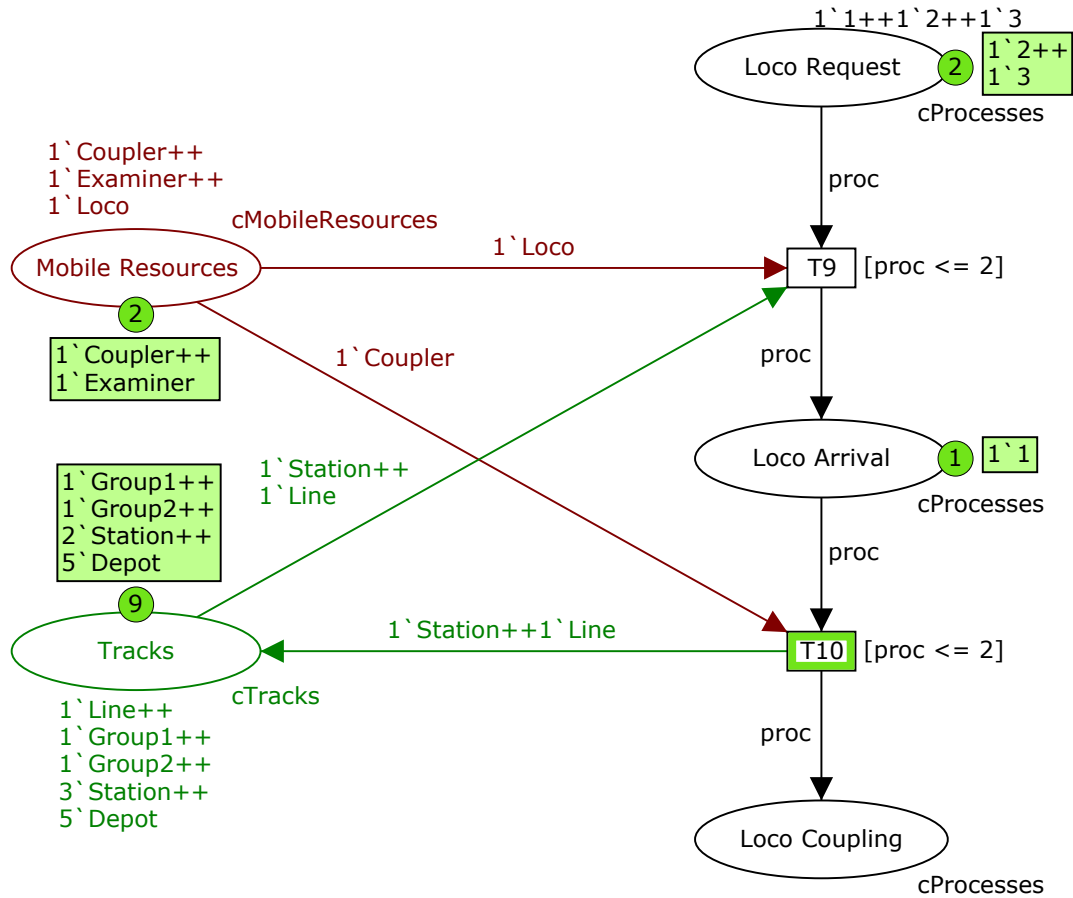 1`1++1`2++1`3
Loco Request
2
1`2++
1`3
cProcesses
proc
1`Coupler++
1`Examiner++
1`Loco
cMobileResources
Mobile Resources
1`Loco
T9
[proc <= 2]
2
1`Coupler++
1`Examiner
1`Coupler
proc
1`Station++
1`Line
Loco Arrival
1
1`1
cProcesses
1`Group1++
1`Group2++
2`Station++
5`Depot
9
proc
Tracks
1`Station++1`Line
T10
[proc <= 2]
cTracks
1`Line++
1`Group1++
1`Group2++
3`Station++
5`Depot
proc
Loco Coupling
cProcesses